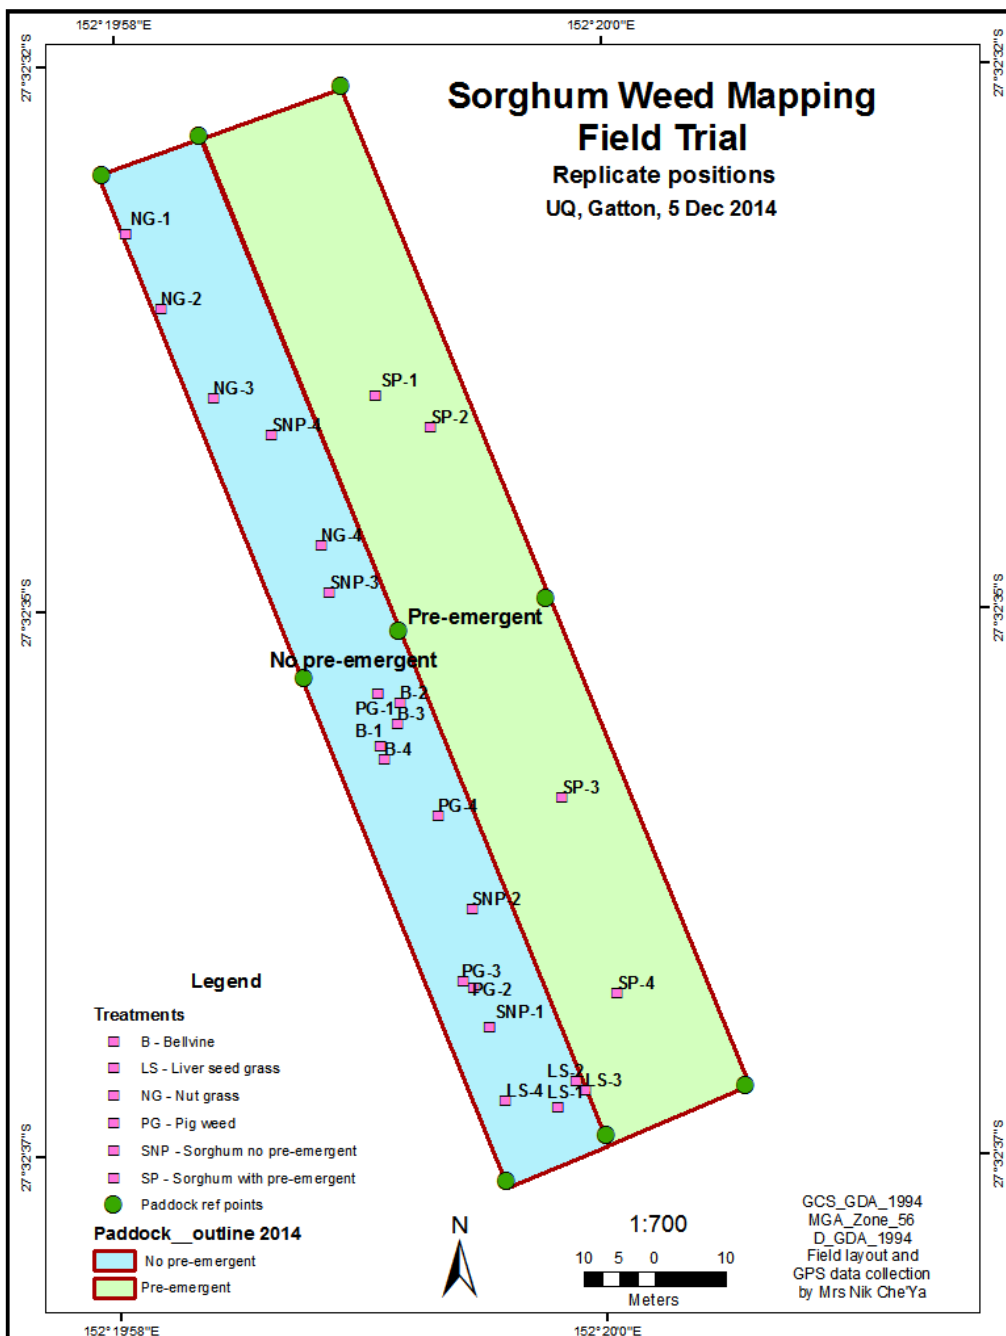 152°19'58"E
152°20'0"E
27°32'32"S
27°32'32"S
Sorghum Weed Mapping
Field Trial
Replicate positions
UQ, Gatton, 5 Dec 2014
NG-1
NG-2
NG-3
SP-1
SNP-4
SP-2
NG-4
SNP-3
27°32'35"S
27°32'35"S
Pre-emergent
No pre-emergent
B-2
PG-1
B-3
B-1
B-4
SP-3
PG-4
SNP-2
PG-3
PG-2
SP-4
SNP-1
LS-2
LS-3
LS-4
LS-1
27°32'37"S
27°32'37"S
Legend
Treatments
B - Bellvine
LS - Liver seed grass
NG - Nut grass
PG - Pig weed
SNP - Sorghum no pre-emergent
SP - Sorghum with pre-emergent
Paddock ref points
Paddock__outline 2014
No pre-emergent
Pre-emergent
N
1:700
10 5 0 10
Meters
GCS_GDA_1994
MGA_Zone_56
D_GDA_1994
Field layout and
GPS data collection
by Mrs Nik Che'Ya
152°19'58"E
152°20'0"E